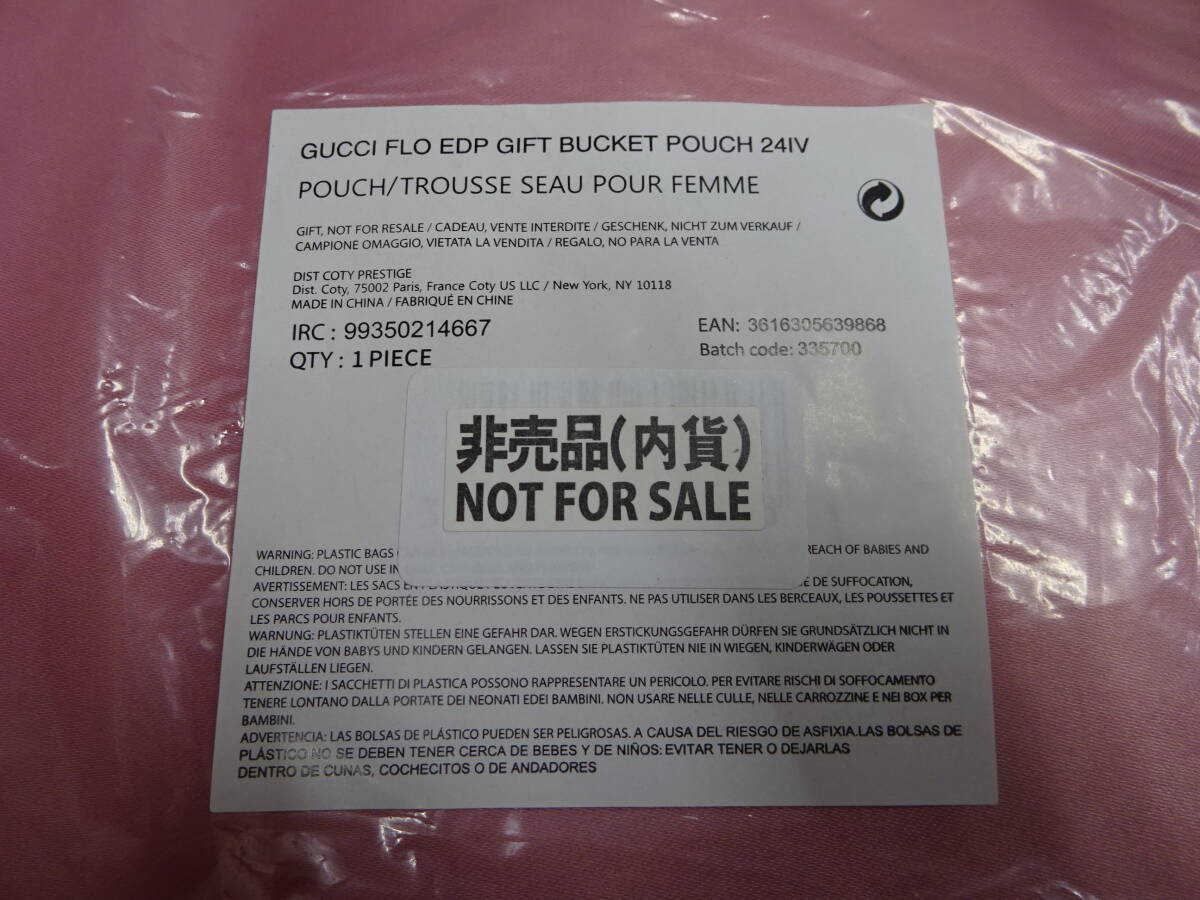 GUCCI FLO EDP GIFT BUCKET POUCH 24IV
POUCH/TROUSSE SEAU POUR FEMME
GIFT, NOT FOR RESALE / CADEAU, VENTE INTERDITE / GESCHENK, NICHT ZUM VERKAUF /
CAMPIONE OMAGGIO, VIETATA LA VENDITA / REGALO, NO PARA LA VENTA
DIST COTY PRESTIGE
Dist. Coty, 75002 Paris, France Coty US LLC / New York, NY 10118
MADE IN CHINA / FABRIQUÉ EN CHINE
IRC : 99350214667
EAN: 3616305639868
QTY : 1 PIECE
Batch code: 335700
非売品(内貨)
NOT FOR SALE
WARNING: PLASTIC BAGS REACH OF BABIES AND
CHILDREN. DO NOT USE IN
AVERTISSEMENT: LES SACS DE SUFFOCATION,
CONSERVER HORS DE PORTÉE DES NOURRISSONS ET DES ENFANTS. NE PAS UTILISER DANS LES BERCEAUX, LES POUSSETTES ET
LES PARCS POUR ENFANTS.
WARNUNG: PLASTIKTÜTEN STELLEN EINE GEFAHR DAR. WEGEN ERSTICKUNGSGEFAHR DÜRFEN SIE GRUNDSÄTZLICH NICHT IN
DIE HÄNDE VON BABYS UND KINDERN GELANGEN. LASSEN SIE PLASTIKTÜTEN NIE IN WIEGEN, KINDERWÄGEN ODER
LAUFSTÄLLEN LIEGEN.
ATTENZIONE: I SACCHETTI DI PLASTICA POSSONO RAPPRESENTARE UN PERICOLO. PER EVITARE RISCHI DI SOFFOCAMENTO
TENERE LONTANO DALLA PORTATE DEI NEONATI EDEI BAMBINI. NON USARE NELLE CULLE, NELLE CARROZZINE E NEI BOX PER
BAMBINI.
ADVERTENCIA: LAS BOLSAS DE PLÁSTICO PUEDEN SER PELIGROSAS. A CAUSA DEL RIESGO DE ASFIXIA.LAS BOLSAS DE
PLÁSTICO NO SE DEBEN TENER CERCA DE BEBES Y DE NIÑOS: EVITAR TENER O DEJARLAS
DENTRO DE CUNAS, COCHECITOS O DE ANDADORES